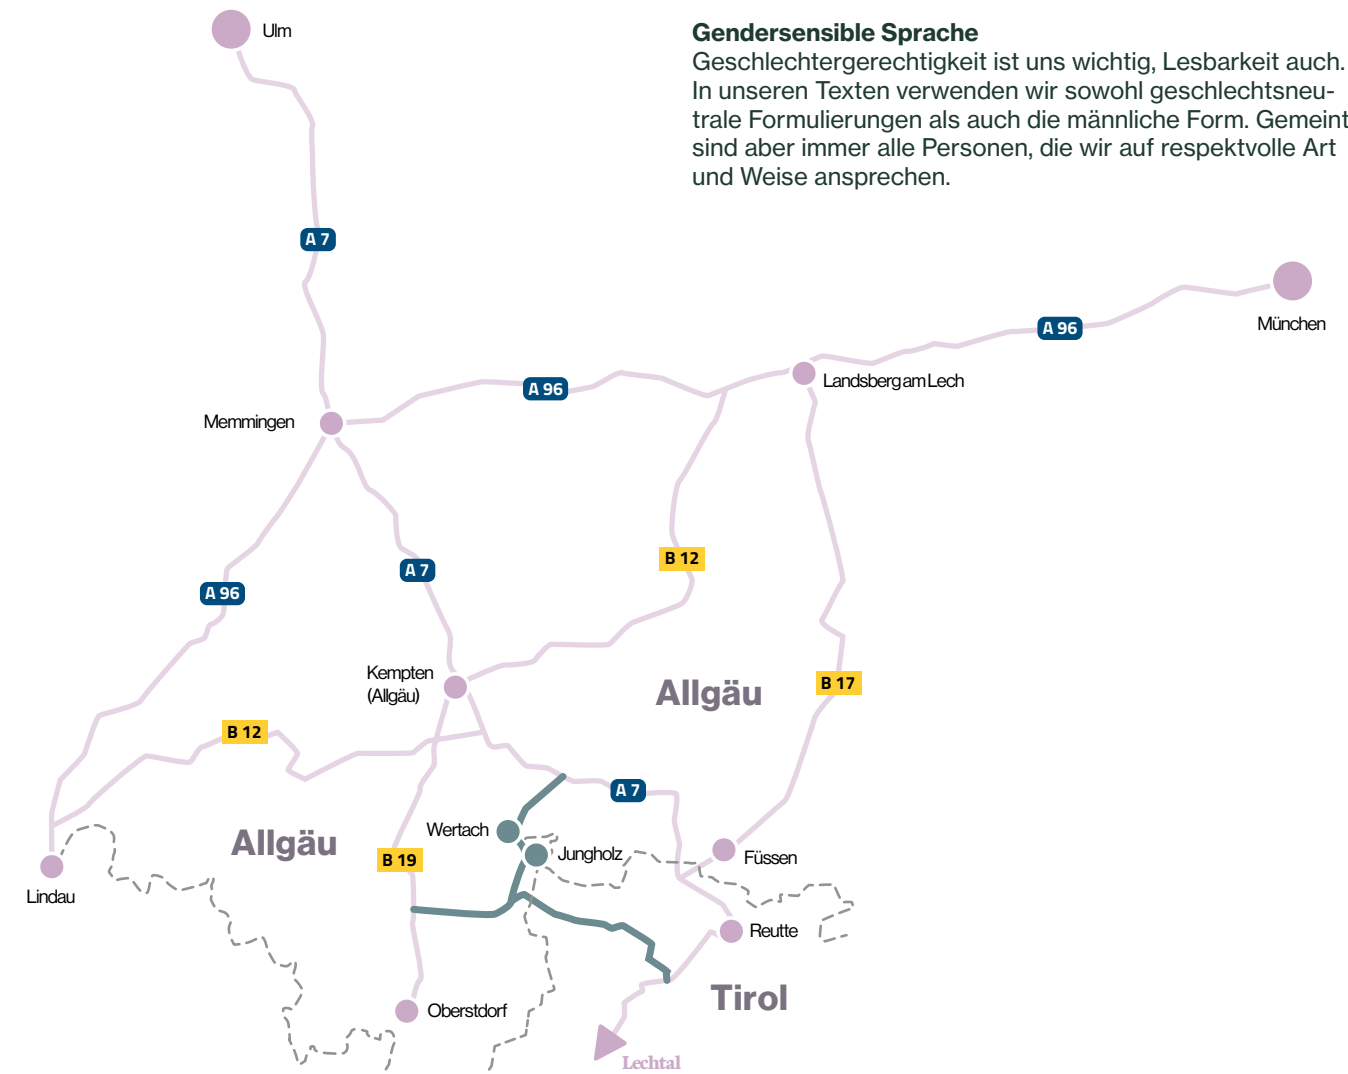 Ulm
Gendersensible Sprache
Geschlechtergerechtigkeit ist uns wichtig, Lesbarkeit auch.
In unseren Texten verwenden wir sowohl geschlechtsneu-
trale Formulierungen als auch die männliche Form. Gemeint
sind aber immer alle Personen, die wir auf respektvolle Art
und Weise ansprechen.
A 7
München
A 96
Landsberg am Lech
A 96
Memmingen
B 12
A 7
A 96
Kempten
(Allgäu)
Allgäu
B 17
B 12
A 7
Wertach
Allgäu
Jungholz
B 19
Füssen
Lindau
Reutte
Tirol
Oberstdorf
Lechtal